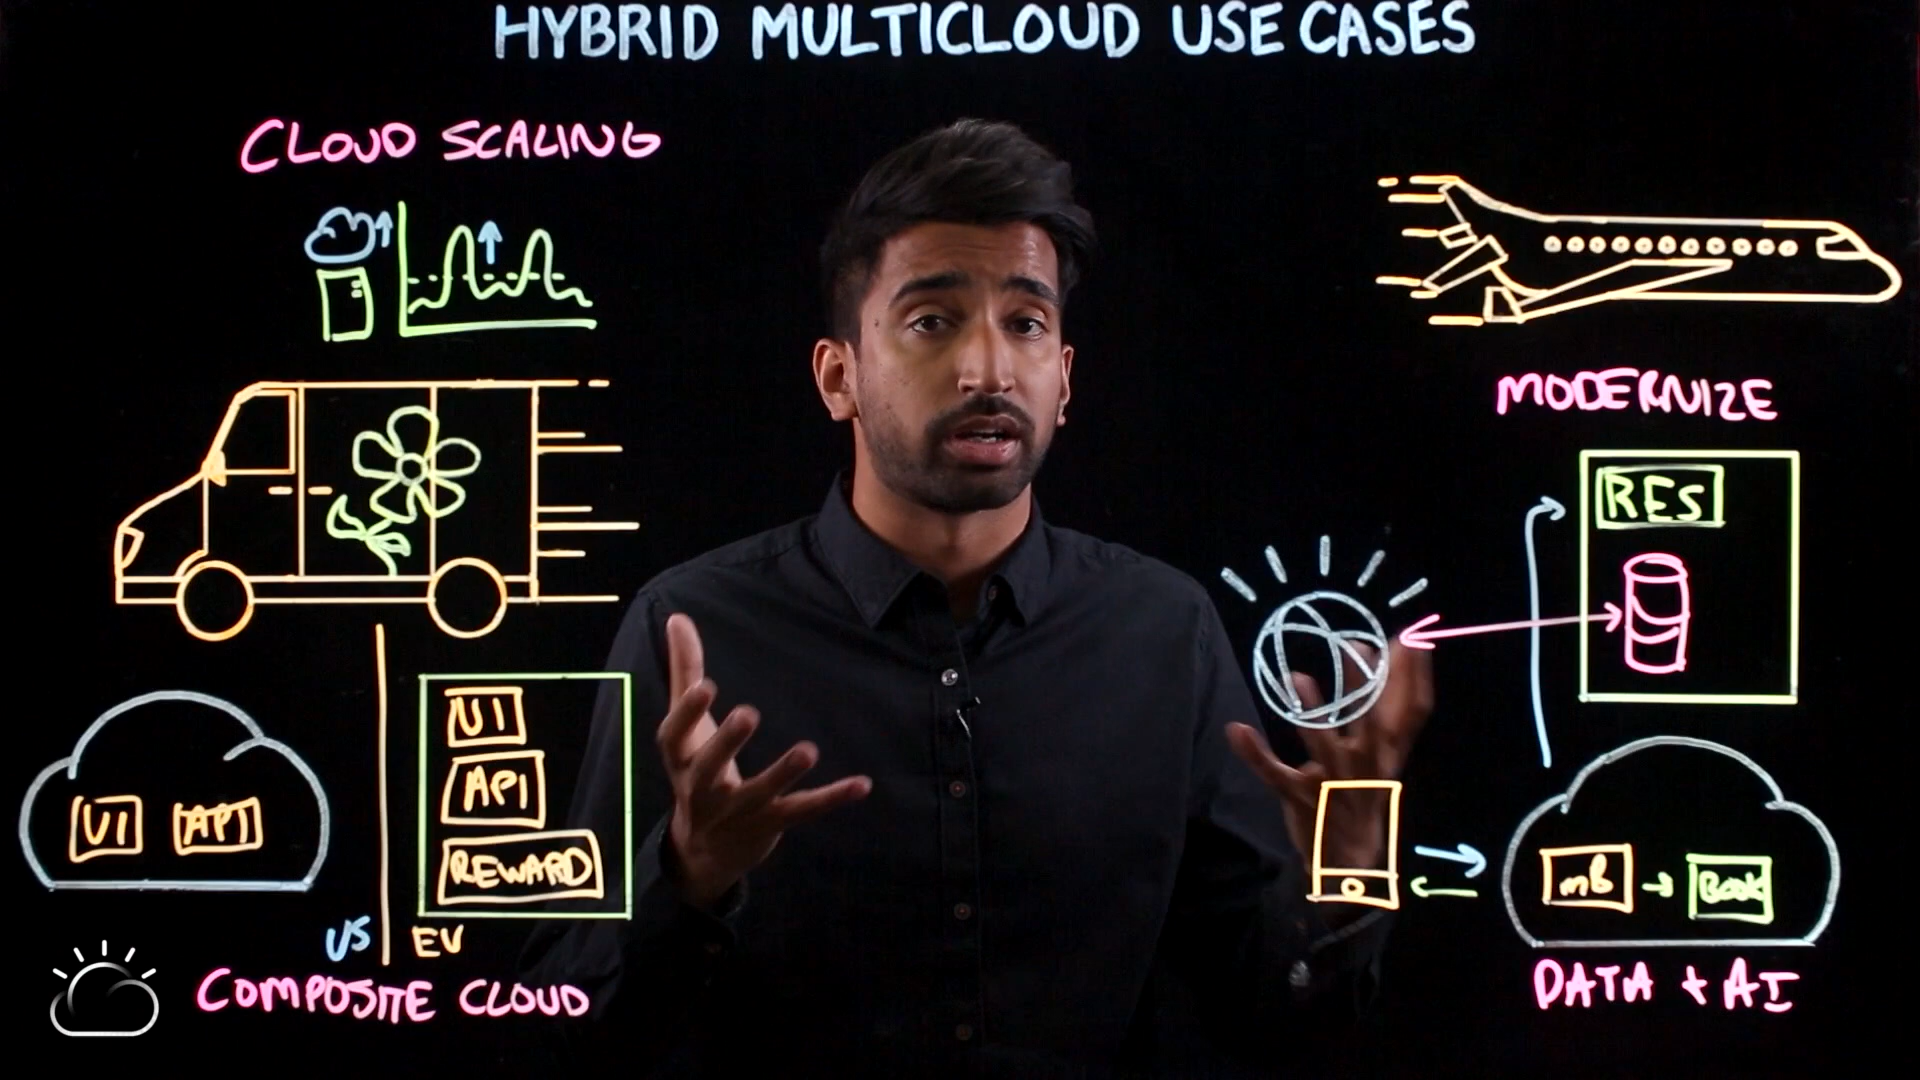 HYBRID MULTICLOUD USE CASES
CLOUD SCALING
MODERNIZE
RES
UI
API
REWARD
UI API
mB
BOOK
US
EU
COMPOSITE CLOUD
DATA + AI